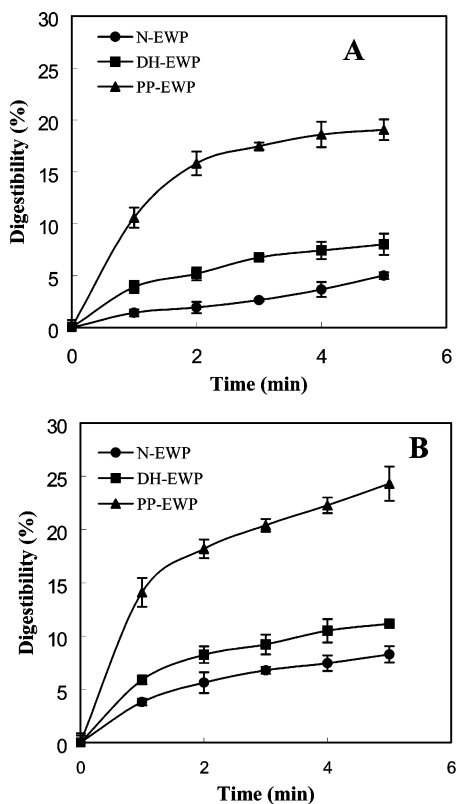 30
25
20
15
10
5
0
Digestibility (%)
N-EWP
DH-EWP
PP-EWP
A
0 2 4 6
Time (min)
30
25
20
15
10
5
0
Digestibility (%)
N-EWP
DH-EWP
PP-EWP
B
0 2 4 6
Time (min)